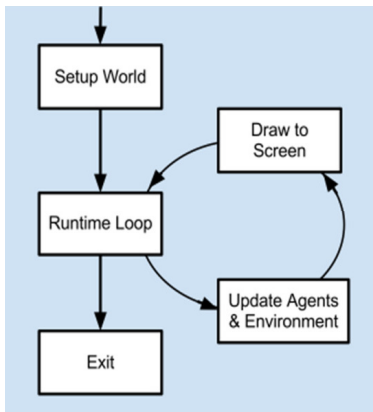 Setup World
Draw to
Screen
Runtime Loop
Update Agents
& Environment
Exit